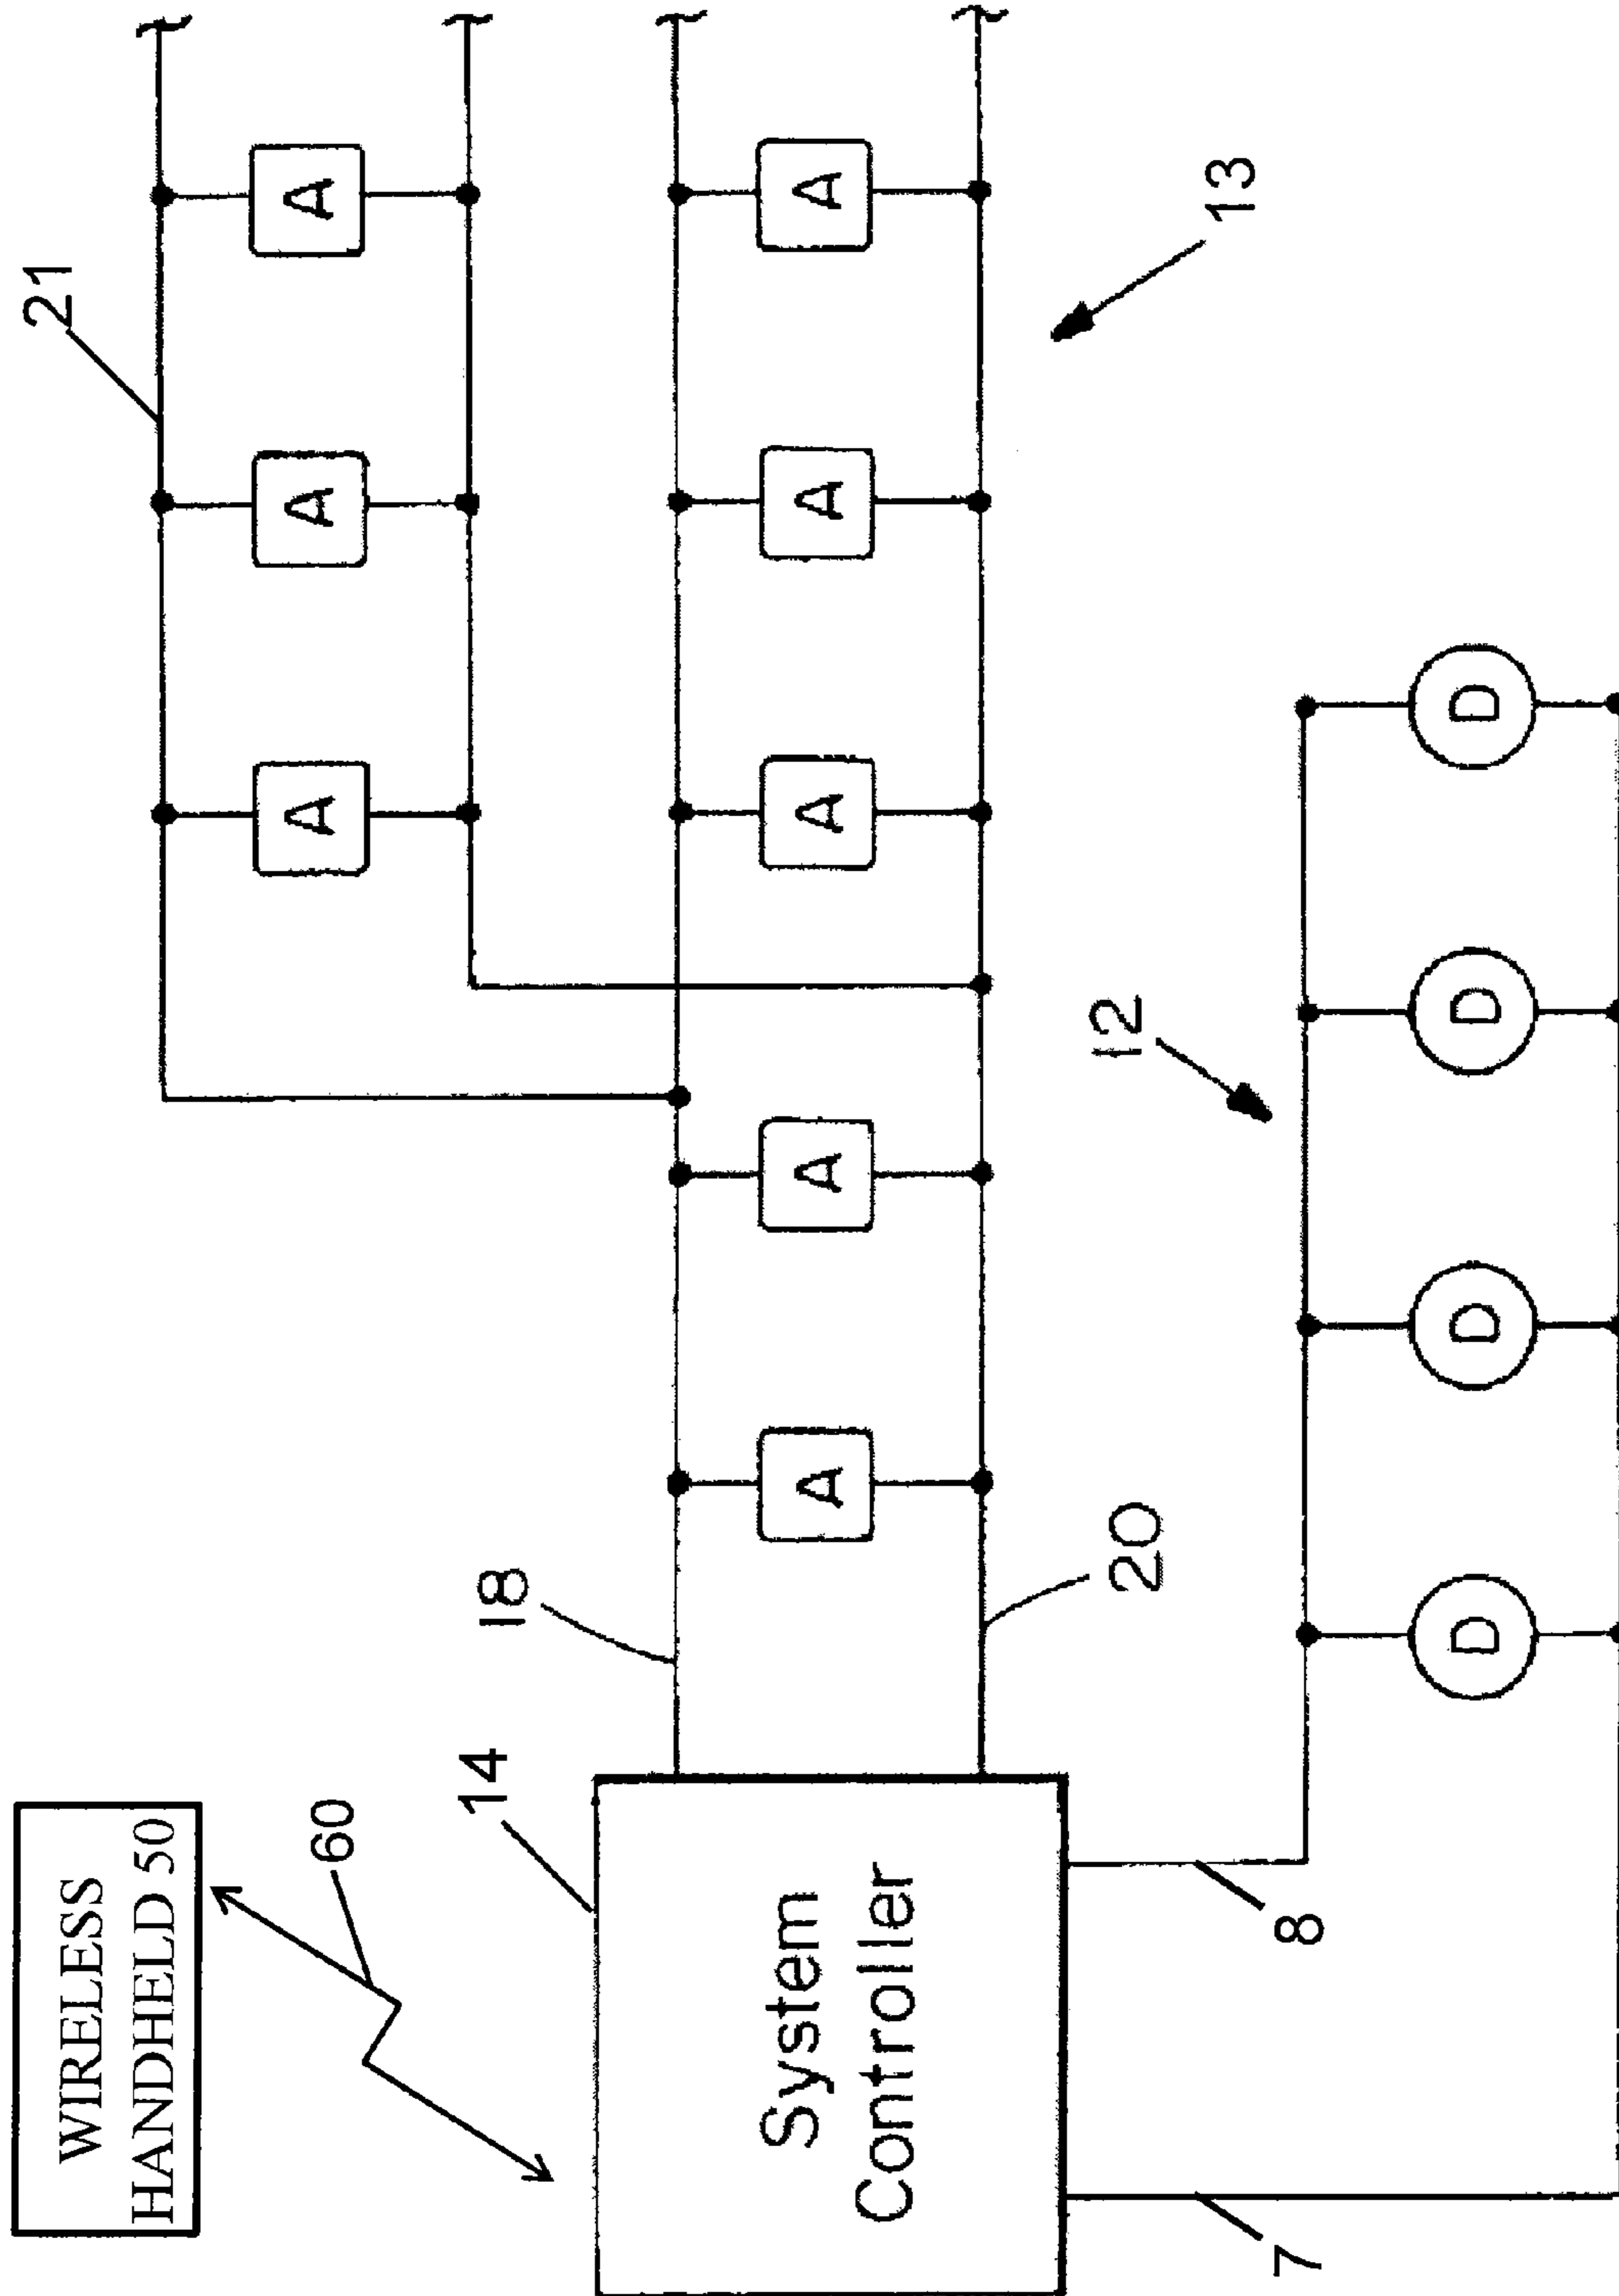 WIRELESS
HANDHELD 50
60
14
System
Controller
18
20
21
A
A
A
A
A
A
A
A
13
12
D
D
D
D
8
7